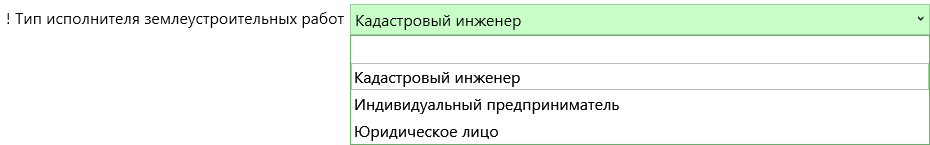 ! Тип исполнителя землеустроительных работ Кадастровый инженер
Кадастровый инженер
Индивидуальный предприниматель
Юридическое лицо